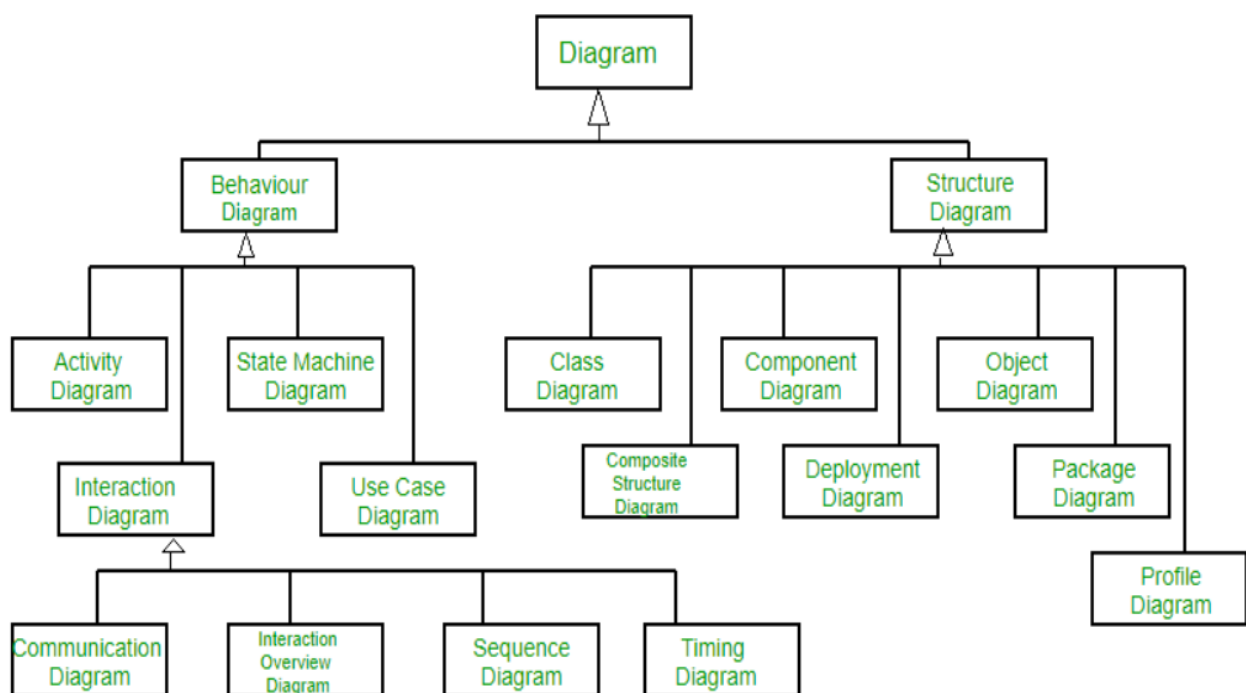 Diagram
Behaviour
Diagram
Structure
Diagram
Activity
Diagram
State Machine
Diagram
Class
Diagram
Component
Diagram
Object
Diagram
Interaction
Diagram
Use Case
Diagram
Composite
Structure
Diagram
Deployment
Diagram
Package
Diagram
Profile
Diagram
Communication
Diagram
Interaction
Overview
Diagram
Sequence
Diagram
Timing
Diagram